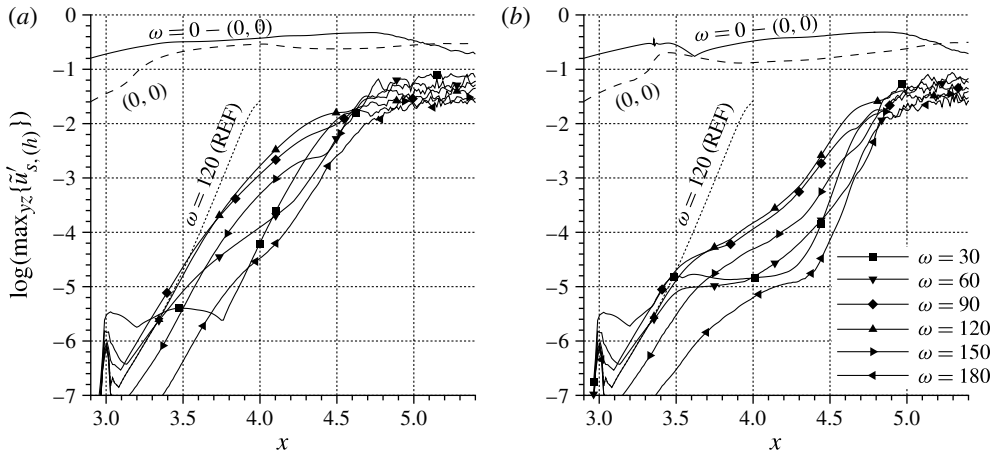 (a)
(b)
0
−1
−2
−3
−4
−5
−6
−7
log(max_yz{ũ′_s,(h)})
ω = 0 − (0, 0)
(0, 0)
ω = 120 (REF)
3.0 3.5 4.0 4.5 5.0
x
0
−1
−2
−3
−4
−5
−6
−7
ω = 0 − (0, 0)
(0, 0)
ω = 120 (REF)
ω = 30
ω = 60
ω = 90
ω = 120
ω = 150
ω = 180
3.0 3.5 4.0 4.5 5.0
x